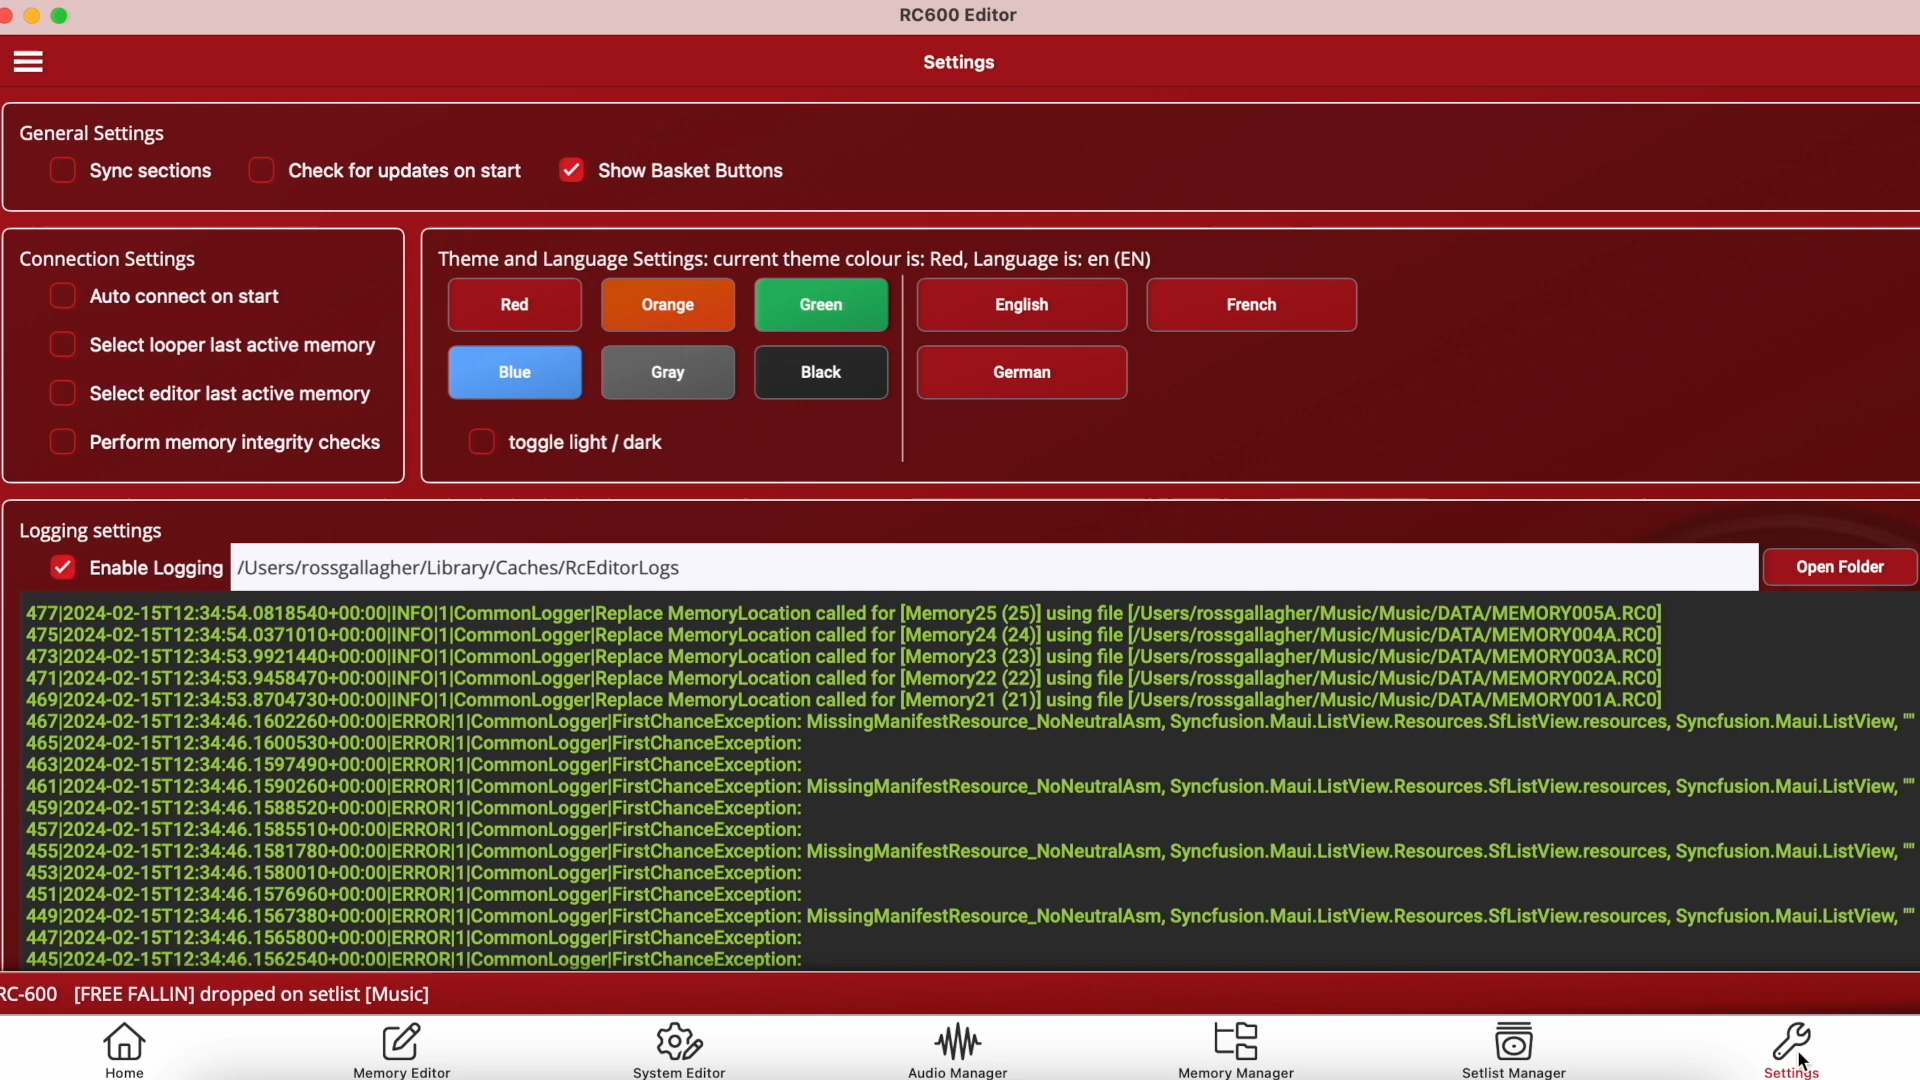 RC600 Editor
Settings
General Settings
Sync sections
Check for updates on start
Show Basket Buttons
Connection Settings
Auto connect on start
Select looper last active memory
Select editor last active memory
Perform memory integrity checks
Theme and Language Settings: current theme colour is: Red, Language is: en (EN)
Red
Orange
Green
English
French
Blue
Gray
Black
German
toggle light / dark
Logging settings
Enable Logging
/Users/rossgallagher/Library/Caches/RcEditorLogs
Open Folder
477|2024-02-15T12:34:54.0818540+00:00|INFO|1|CommonLogger|Replace MemoryLocation called for [Memory25 (25)] using file [/Users/rossgallagher/Music/Music/DATA/MEMORY005A.RC0]
475|2024-02-15T12:34:54.0371010+00:00|INFO|1|CommonLogger|Replace MemoryLocation called for [Memory24 (24)] using file [/Users/rossgallagher/Music/Music/DATA/MEMORY004A.RC0]
473|2024-02-15T12:34:53.9921440+00:00|INFO|1|CommonLogger|Replace MemoryLocation called for [Memory23 (23)] using file [/Users/rossgallagher/Music/Music/DATA/MEMORY003A.RC0]
471|2024-02-15T12:34:53.9458470+00:00|INFO|1|CommonLogger|Replace MemoryLocation called for [Memory22 (22)] using file [/Users/rossgallagher/Music/Music/DATA/MEMORY002A.RC0]
469|2024-02-15T12:34:53.8704730+00:00|INFO|1|CommonLogger|Replace MemoryLocation called for [Memory21 (21)] using file [/Users/rossgallagher/Music/Music/DATA/MEMORY001A.RC0]
467|2024-02-15T12:34:46.1602260+00:00|ERROR|1|CommonLogger|FirstChanceException: MissingManifestResource_NoNeutralAsm, Syncfusion.Maui.ListView.Resources.SfListView.resources, Syncfusion.Maui.ListView, ""
465|2024-02-15T12:34:46.1600530+00:00|ERROR|1|CommonLogger|FirstChanceException:
463|2024-02-15T12:34:46.1597490+00:00|ERROR|1|CommonLogger|FirstChanceException:
461|2024-02-15T12:34:46.1590260+00:00|ERROR|1|CommonLogger|FirstChanceException: MissingManifestResource_NoNeutralAsm, Syncfusion.Maui.ListView.Resources.SfListView.resources, Syncfusion.Maui.ListView, ""
459|2024-02-15T12:34:46.1588520+00:00|ERROR|1|CommonLogger|FirstChanceException:
457|2024-02-15T12:34:46.1585510+00:00|ERROR|1|CommonLogger|FirstChanceException:
455|2024-02-15T12:34:46.1581780+00:00|ERROR|1|CommonLogger|FirstChanceException: MissingManifestResource_NoNeutralAsm, Syncfusion.Maui.ListView.Resources.SfListView.resources, Syncfusion.Maui.ListView, ""
453|2024-02-15T12:34:46.1580010+00:00|ERROR|1|CommonLogger|FirstChanceException:
451|2024-02-15T12:34:46.1576960+00:00|ERROR|1|CommonLogger|FirstChanceException:
449|2024-02-15T12:34:46.1567380+00:00|ERROR|1|CommonLogger|FirstChanceException: MissingManifestResource_NoNeutralAsm, Syncfusion.Maui.ListView.Resources.SfListView.resources, Syncfusion.Maui.ListView, ""
447|2024-02-15T12:34:46.1565800+00:00|ERROR|1|CommonLogger|FirstChanceException:
445|2024-02-15T12:34:46.1562540+00:00|ERROR|1|CommonLogger|FirstChanceException:
RC-600 [FREE FALLIN] dropped on setlist [Music]
Home
Memory Editor
System Editor
Audio Manager
Memory Manager
Setlist Manager
Settings